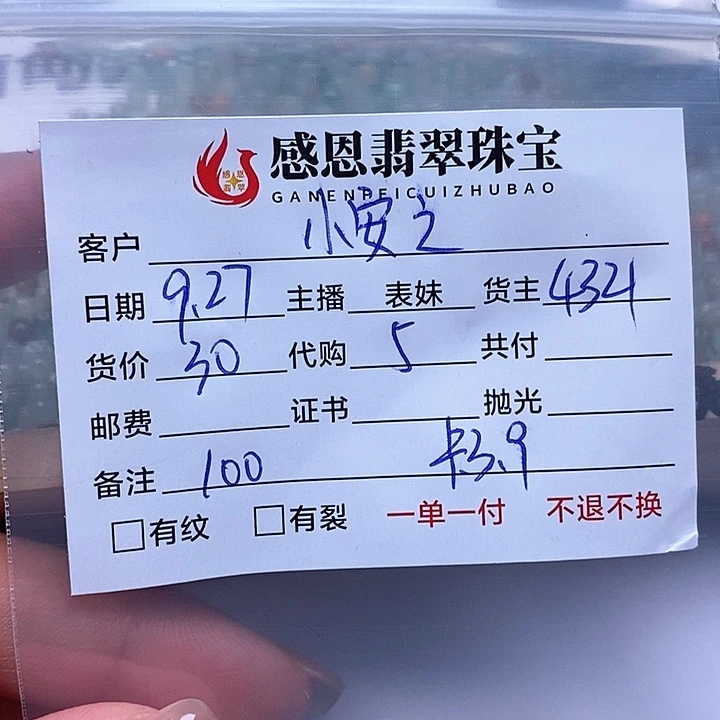 感恩翡翠珠宝
GANENFEICUIZHUBAO
客户 小安之
日期 9.27 主播 表妹 货主 4321
货价 30 代购 5 共付
邮费 证书 抛光
备注 100 卡3.9
有纹 有裂 一单一付 不退不换